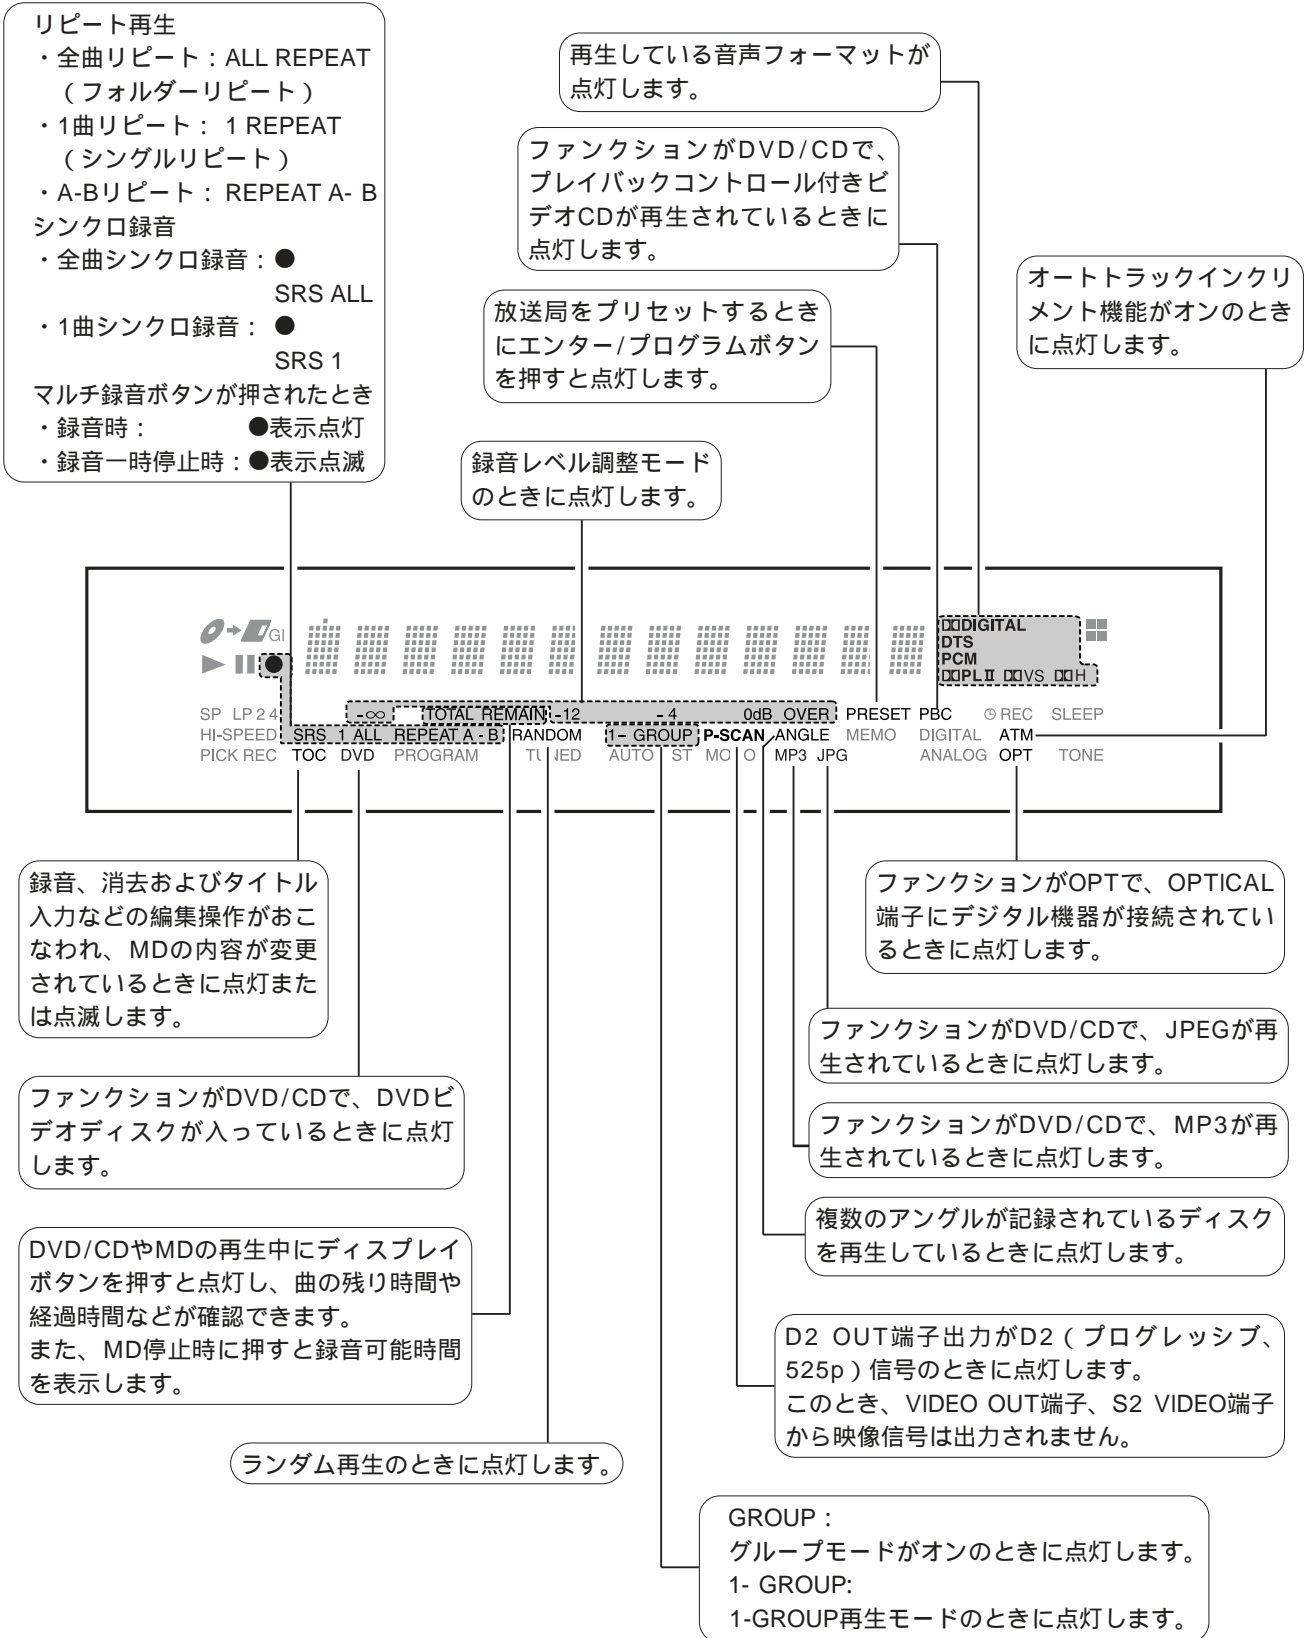 リピート再生
・全曲リピート：ALL REPEAT
（フォルダーリピート）
・1曲リピート： 1 REPEAT
（シングルリピート）
・A-Bリピート： REPEAT A- B
シンクロ録音
・全曲シンクロ録音：●
SRS ALL
・1曲シンクロ録音： ●
SRS 1
マルチ録音ボタンが押されたとき
・録音時： ●表示点灯
・録音一時停止時：●表示点滅
再生している音声フォーマットが
点灯します。
ファンクションがDVD/CDで、
プレイバックコントロール付きビ
デオCDが再生されているときに
点灯します。
オートトラックインクリ
メント機能がオンのとき
に点灯します。
放送局をプリセットするとき
にエンター/プログラムボタン
を押すと点灯します。
録音レベル調整モード
のときに点灯します。
GI
DIGITAL
DTS
PCM
PL II VS H
SP LP 2 4 -∞ TOTAL REMAIN -12 - 4 0dB OVER PRESET PBC REC SLEEP
HI-SPEED SRS 1 ALL REPEAT A - B RANDOM 1- GROUP P-SCAN ANGLE MEMO DIGITAL ATM
PICK REC TOC DVD PROGRAM AUTO ST MP3 JPG ANALOG OPT TONE
録音、消去およびタイトル
入力などの編集操作がおこ
なわれ、MDの内容が変更
されているときに点灯また
は点滅します。
ファンクションがOPTで、OPTICAL
端子にデジタル機器が接続されてい
るときに点灯します。
ファンクションがDVD/CDで、JPEGが再
生されているときに点灯します。
ファンクションがDVD/CDで、DVDビ
デオディスクが入っているときに点灯
します。
ファンクションがDVD/CDで、MP3が再
生されているときに点灯します。
複数のアングルが記録されているディスク
を再生しているときに点灯します。
DVD/CDやMDの再生中にディスプレイ
ボタンを押すと点灯し、曲の残り時間や
経過時間などが確認できます。
また、MD停止時に押すと録音可能時間
を表示します。
D2 OUT端子出力がD2（プログレッシブ、
525p）信号のときに点灯します。
このとき、VIDEO OUT端子、S2 VIDEO端子
から映像信号は出力されません。
ランダム再生のときに点灯します。
GROUP：
グループモードがオンのときに点灯します。
1- GROUP:
1-GROUP再生モードのときに点灯します。